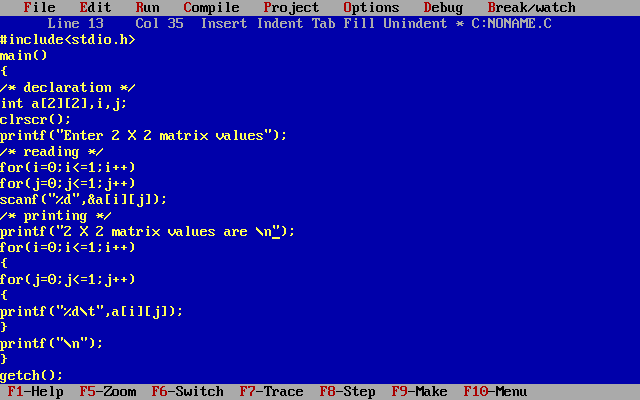 File Edit Run Compile Project Options Debug Break/watch
Line 13 Col 35 Insert Indent Tab Fill Unindent * C:NONAME.C
#include<stdio.h>
main()
{
/* declaration */
int a[2][2],i,j;
clrscr();
printf("Enter 2 X 2 matrix values");
/* reading */
for(i=0;i<=1;i++)
for(j=0;j<=1;j++)
scanf("%d",&a[i][j]);
/* printing */
printf("2 X 2 matrix values are \n");
for(i=0;i<=1;i++)
{
for(j=0;j<=1;j++)
{
printf("%d\t",a[i][j]);
}
printf("\n");
}
getch();
F1-Help F5-Zoom F6-Switch F7-Trace F8-Step F9-Make F10-Menu